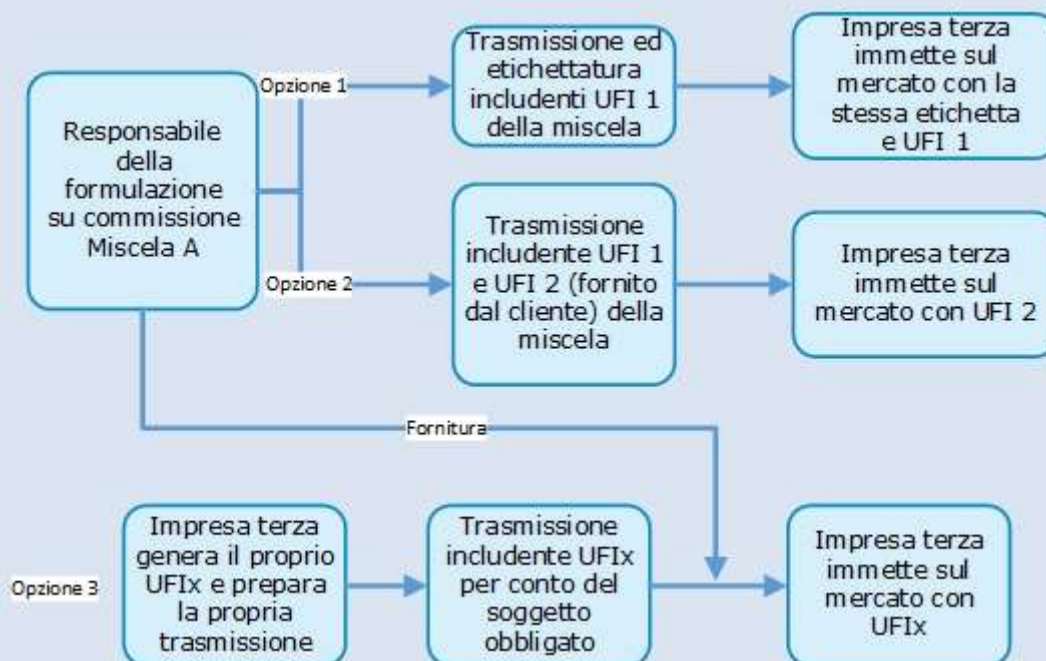 Responsabile
della
formulazione
su commissione
Miscela A
Opzione 1
Trasmissione ed
etichettatura
includenti UFI 1
della miscela
Impresa terza
immette sul
mercato con la
stessa etichetta
e UFI 1
Opzione 2
Trasmissione
includente UFI 1
e UFI 2 (fornito
dal cliente) della
miscela
Impresa terza
immette sul
mercato con UFI 2
Fornitura
Opzione 3
Impresa terza
genera il proprio
UFIx e prepara
la propria
trasmissione
Trasmissione
includente UFIx
per conto del
soggetto
obbligato
Impresa terza
immette sul
mercato con
UFIx